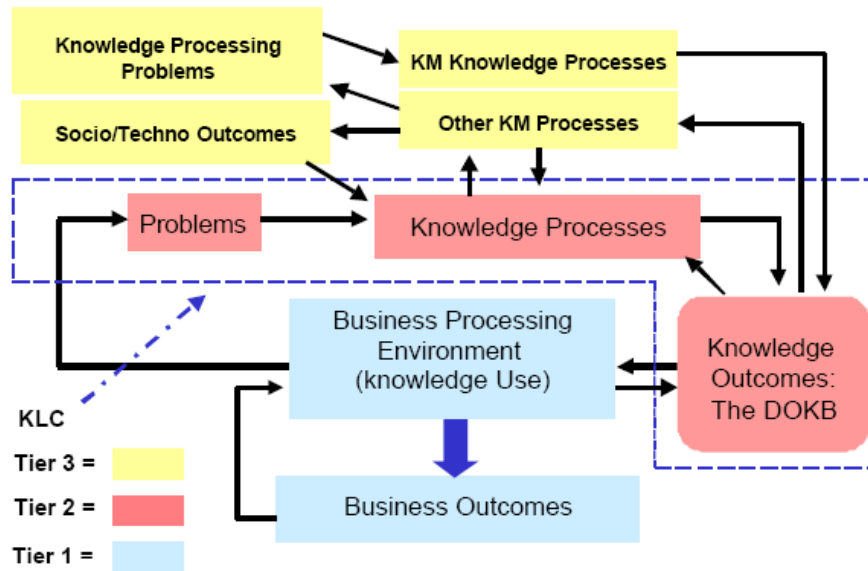 Knowledge Processing
Problems
KM Knowledge Processes
Socio/Techno Outcomes
Other KM Processes
Problems
Knowledge Processes
Business Processing
Environment
(knowledge Use)
Knowledge
Outcomes:
The DOKB
KLC
Tier 3 =
Tier 2 =
Business Outcomes
Tier 1 =